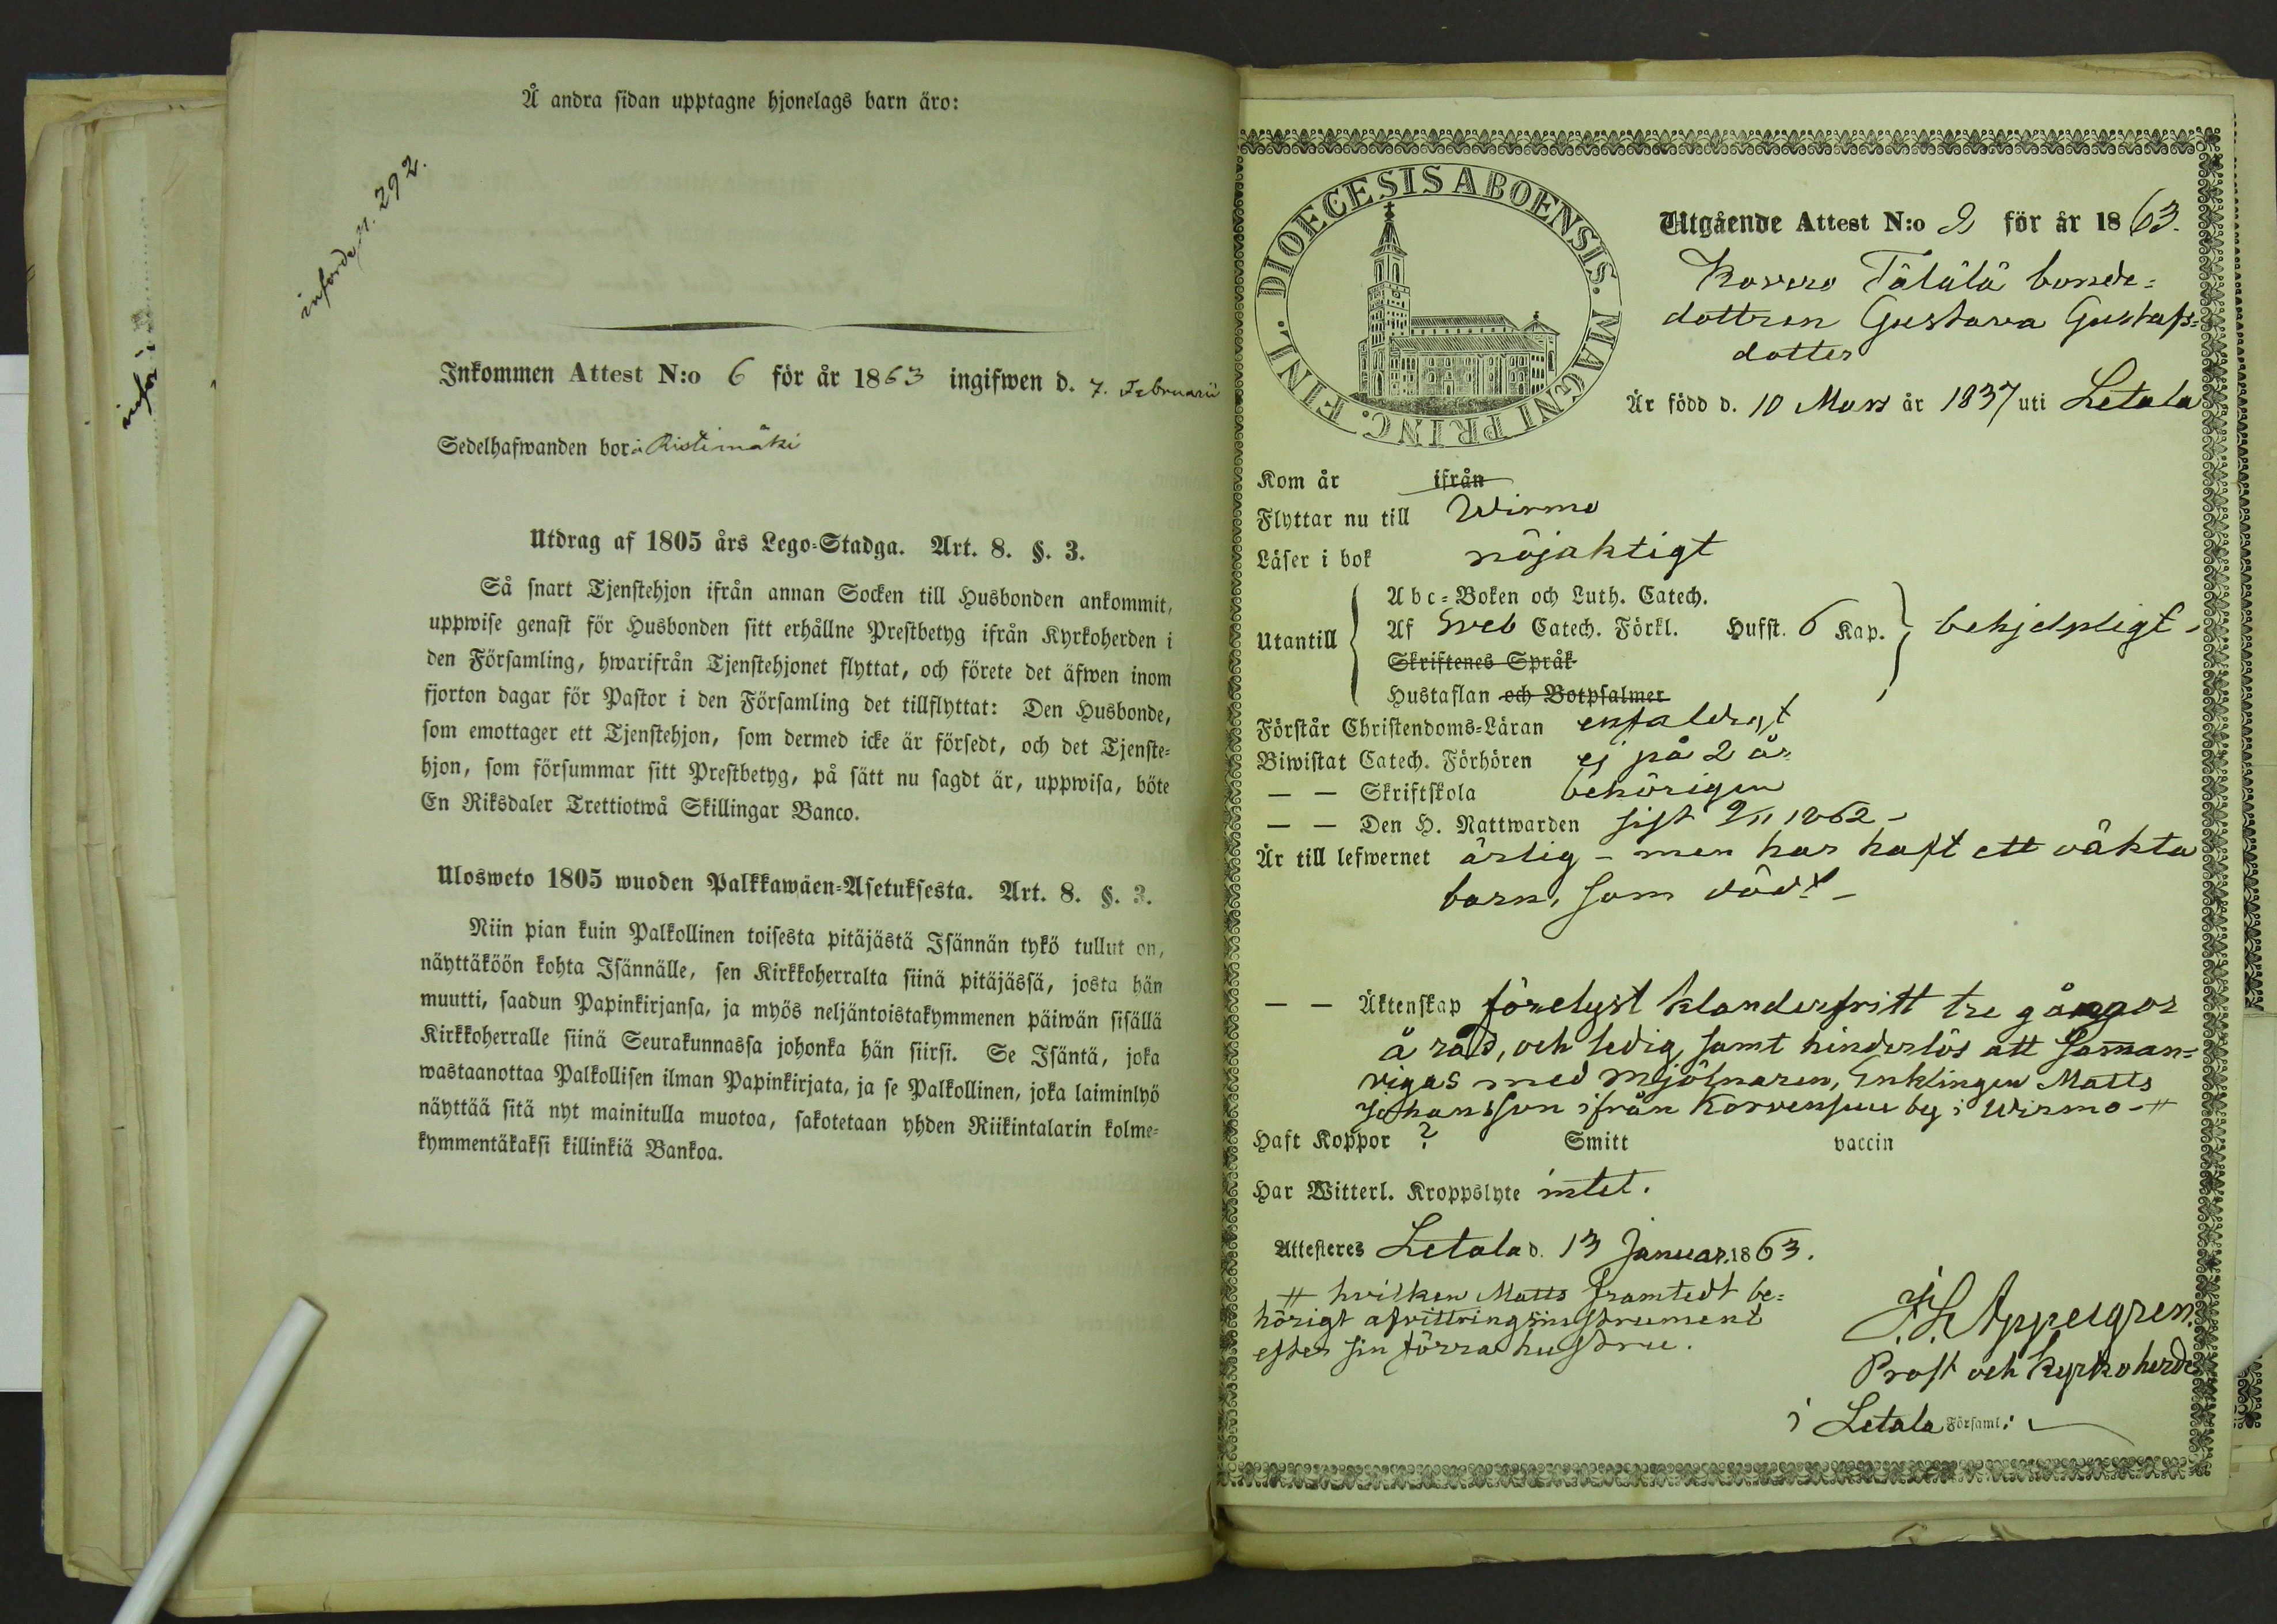 Å andra sidan upptagne hjonelags barn äro:
införde p. 292.
Inkommen Attest N:o 6 för år 1863 ingifwen d. 7. Februarii
Sedelhafwanden bor i Ristimäki
Utdrag af 1805 års Lego-Stadga. Art. 8. §. 3.
Så snart Tjenstehjon ifrån annan Socken till Husbonden ankommit,
uppwise genast för Husbonden sitt erhållne Prestbetyg ifrån Kyrkoherden i
den Församling, hwarifrån Tjenstehjonet flyttat, och förete det äfwen inom
fjorton dagar för Pastor i den Församling det tillflyttat: Den Husbonde,
som emottager ett Tjenstehjon, som dermed icke är försedt, och det Tjenste-
hjon, som försummar sitt Prestbetyg, på sätt nu sagdt är, uppwisa, böte
En Riksdaler Trettiotwå Skillingar Banco.
Ulosweto 1805 wuoden Palkkawäen-Asetuksesta. Art. 8. §. 3.
Niin pian kuin Palkollinen toisesta pitäjästä Isännän tykö tullut on,
näyttäköön kohta Isännälle, sen Kirkkoherralta siinä pitäjässä, josta hän
muutti, saadun Papinkirjansa, ja myös neljäntoistakymmenen päiwän sisällä
Kirkkoherralle siinä Seurakunnassa johonka hän siirsi. Se Isäntä, joka
wastaanottaa Palkollisen ilman Papinkirjata, ja se Palkollinen, joka laiminlyö
näyttää sitä nyt mainitulla muotoa, sakotetaan yhden Riikintalarin kolme-
kymmentäkaksi killinkiä Bankoa.
DIOECESIS ABOENSIS. MAGNI PRINC. FINL.
Utgående Attest N:o 2 för år 1863.
Kovero Tälälä bonde-
dottren Gustava Gustafs-
dotter
Är född d. 10 Mars år 1837 uti Letala
Kom år ifrån
Flyttar nu till Wirmo
Läser i bok nöjaktigt
Abc-Boken och Luth. Catech.
Utantill Af Sveb Catech. Förkl. Hufst. 6 Kap. behjelpligt
Skriftenes Språk
Hustaflan och Botpsalmer
Förstår Christendoms-Läran enfaldigt
Biwistat Catech. Förhören ej på 2 år
— — Skriftskola behörigen
— — Den H. Nattwarden sist 1862 -
Är till lefwernet ärlig - men har haft ett oäkta
barn, som dödt -
— — Äktenskap förelyst klanderfritt tre gångor
å rad, och ledig, samt hinderlös att samman-
vigas med mjölnaren, Enklingen Matts
Johansson ifrån Korvensuu by i Wirmo - #
Haft Koppor ? Smitt vaccin
Har Witterl. Kroppslyte intet.
Attesteres Letala d. 13 Januar. 1863.
# hvilken Matts framtedt be-
hörigt afvittringsinstrument
efter sin förra hustru.
Appelgren.
Prost och Kyrkoherde
i Letala Församl: